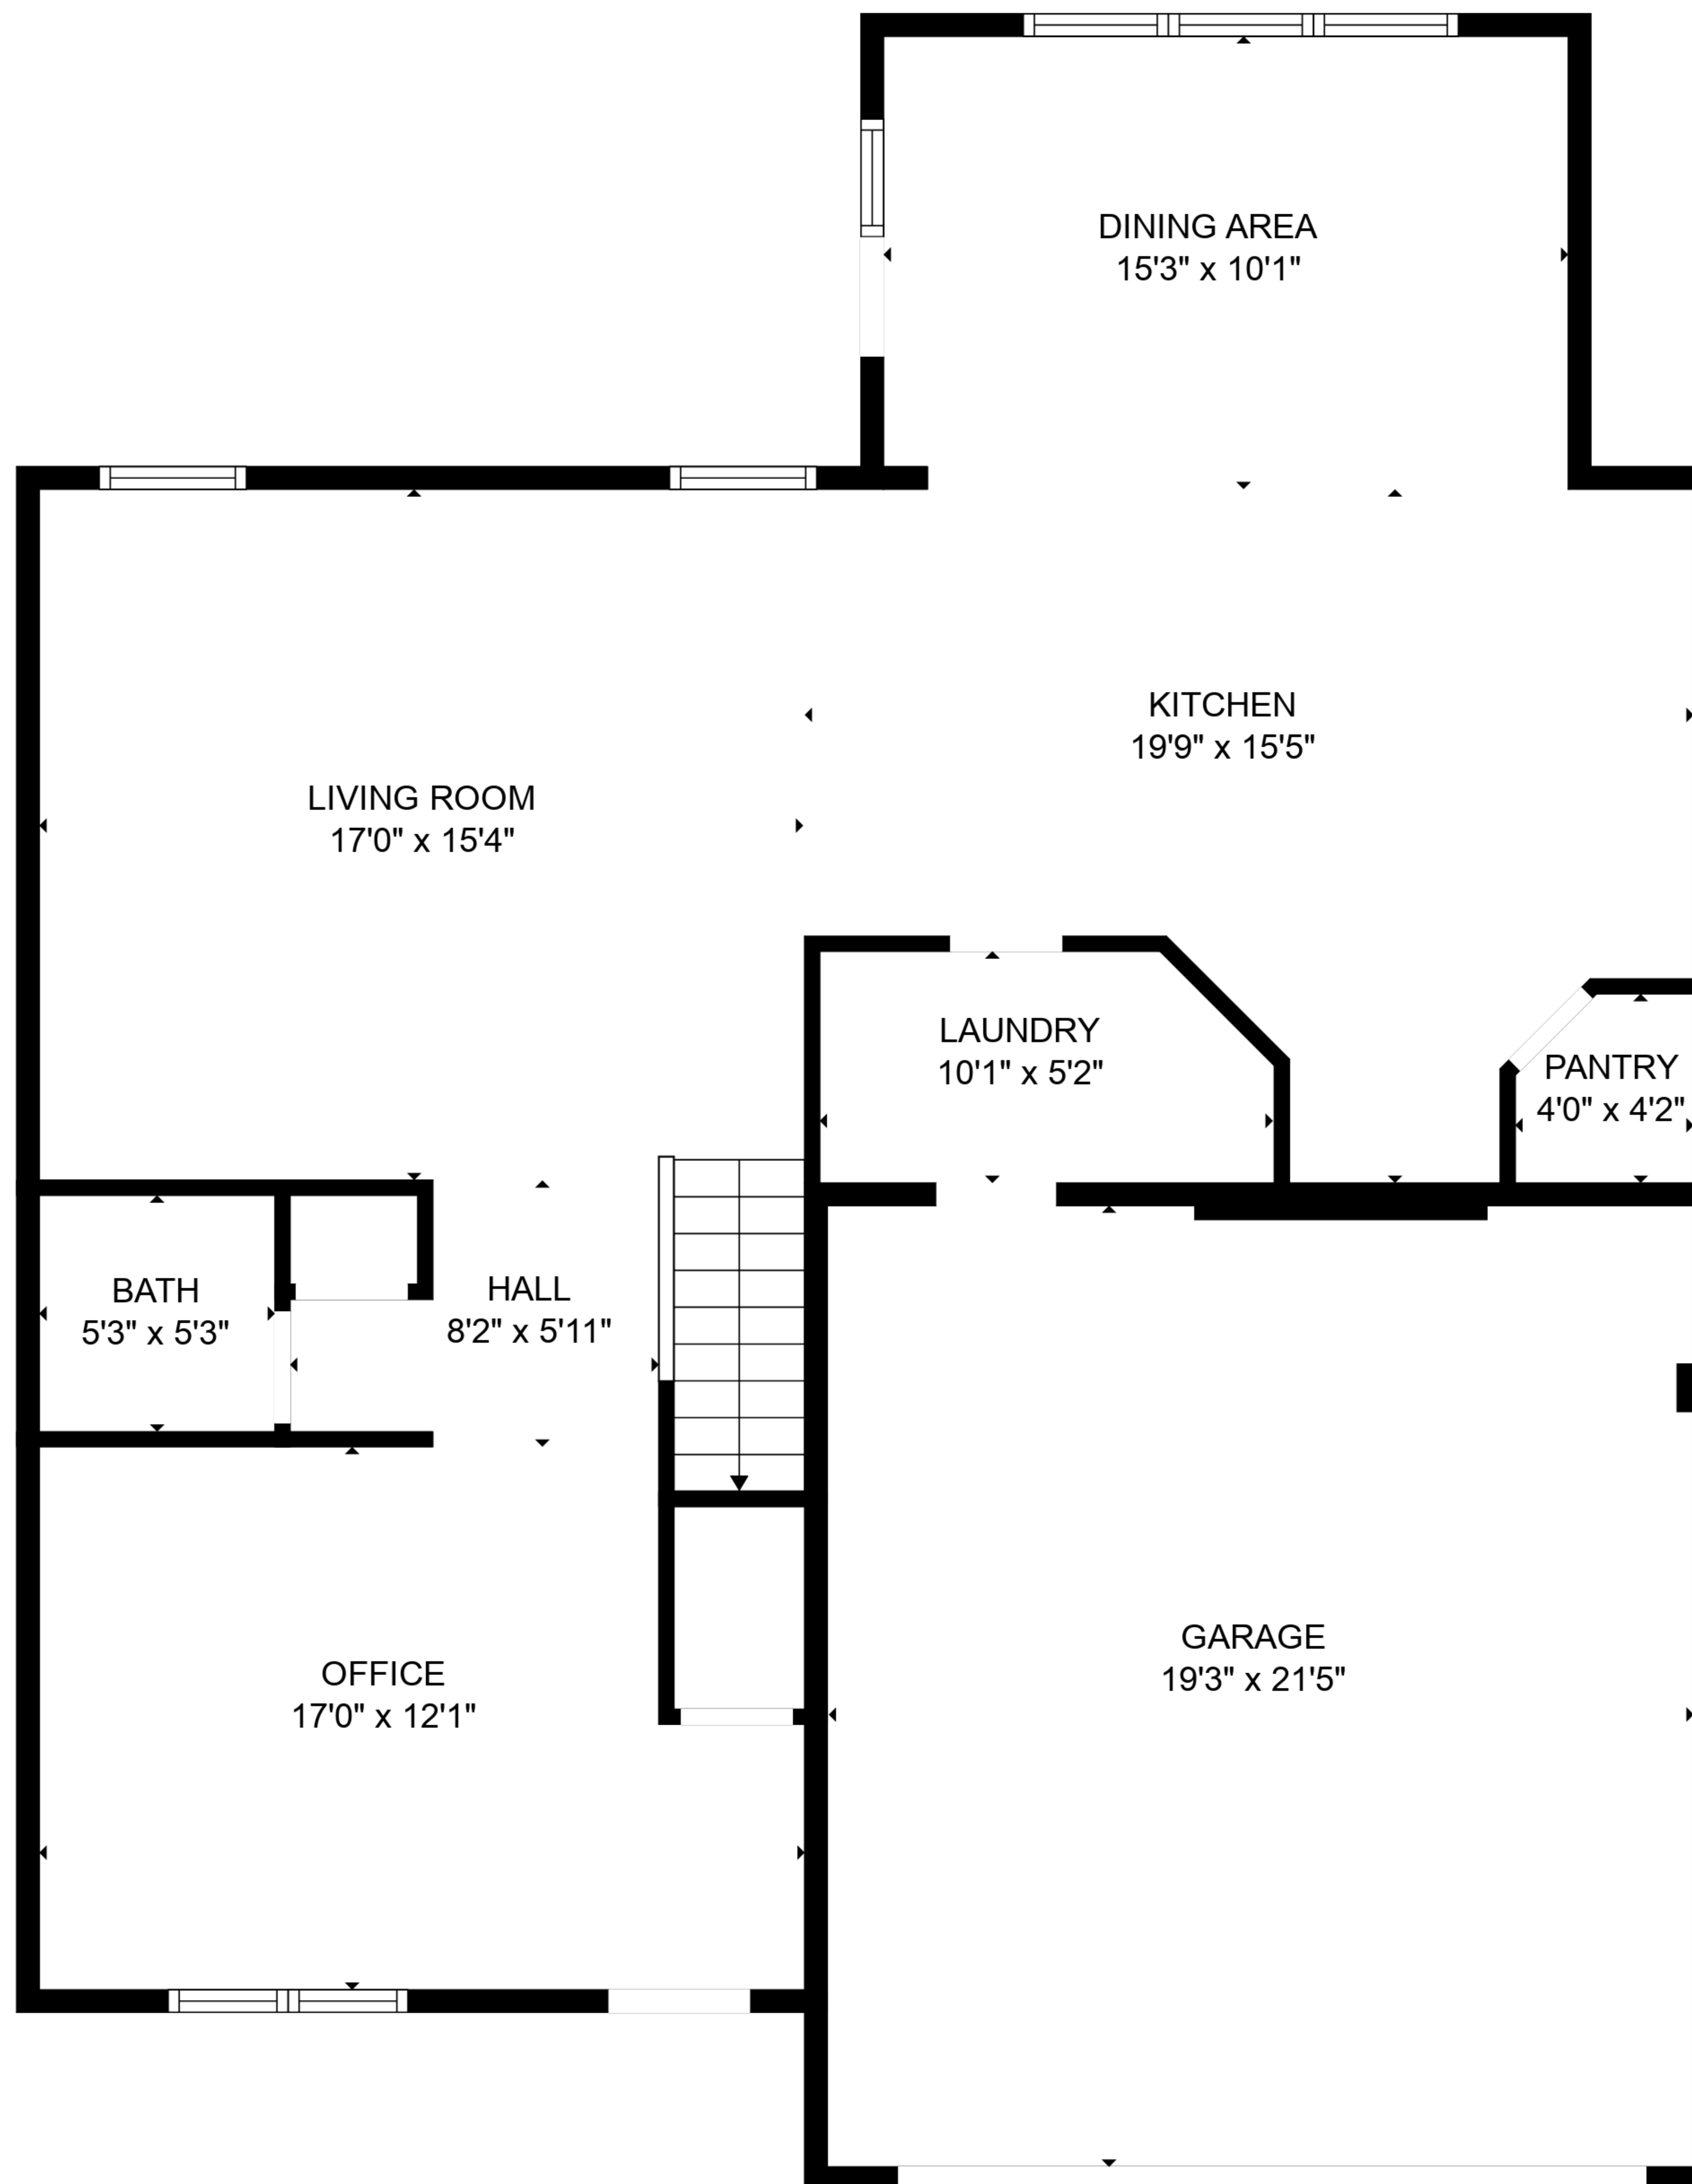 DINING AREA
15'3" x 10'1"
KITCHEN
19'9" x 15'5"
LIVING ROOM
17'0" x 15'4"
LAUNDRY
10'1" x 5'2"
PANTRY
4'0" x 4'2"
BATH
5'3" x 5'3"
HALL
8'2" x 5'11"
GARAGE
19'3" x 21'5"
OFFICE
17'0" x 12'1"